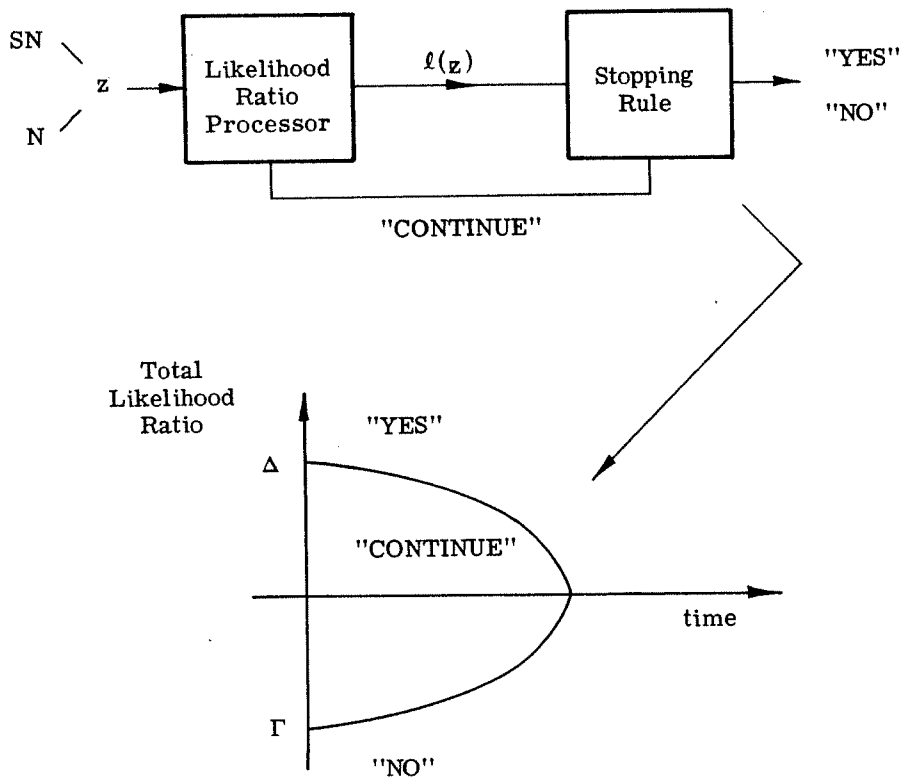 SN
z
N
Likelihood
Ratio
Processor
ℓ(z)
Stopping
Rule
"YES"
"NO"
"CONTINUE"
Total
Likelihood
Ratio
"YES"
Δ
"CONTINUE"
time
Γ
"NO"